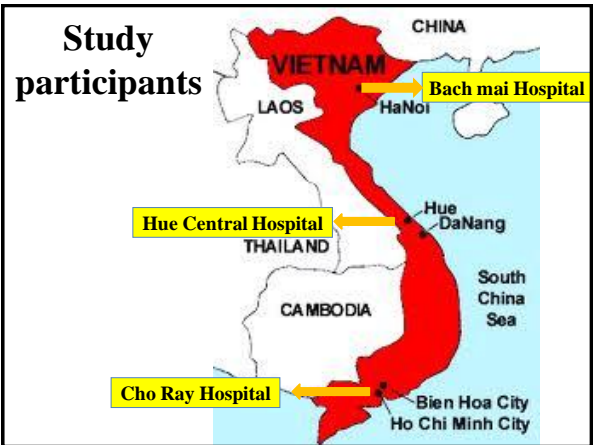 Study
participants
CHINA
VIETNAM
Bach mai Hospital
LAOS
HaNoi
Hue Central Hospital
Hue
DaNang
THAILAND
South
China
Sea
CAMBODIA
Cho Ray Hospital
Bien Hoa City
Ho Chi Minh City